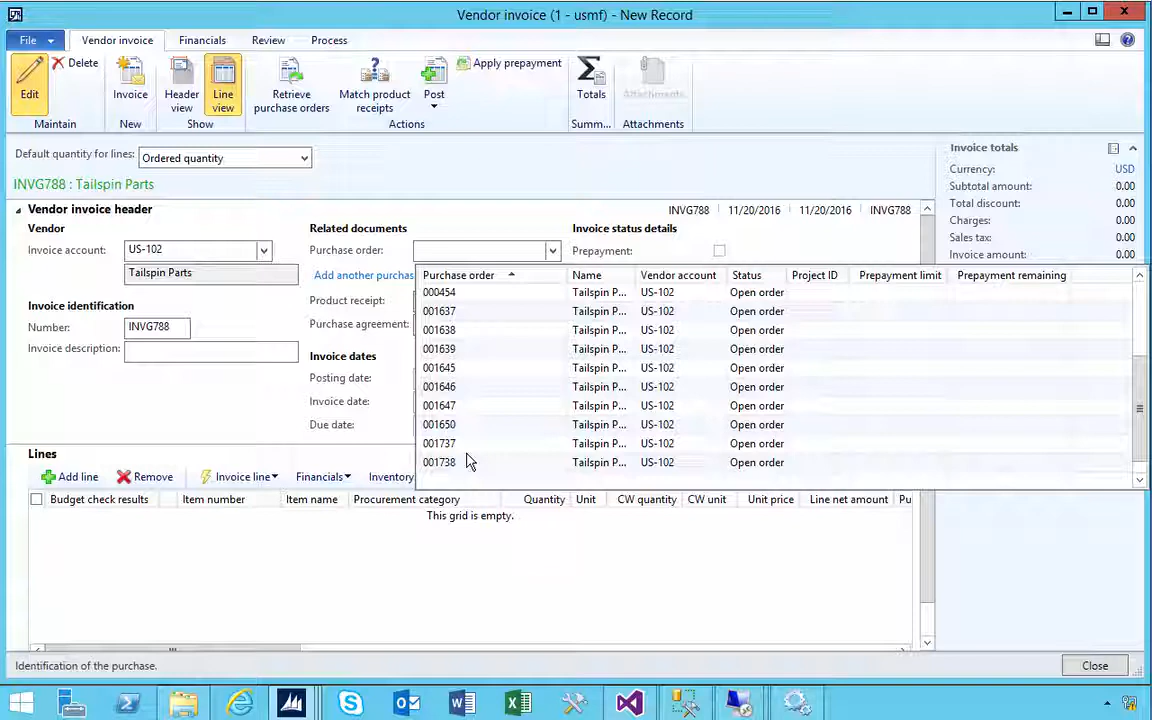 Vendor invoice (1 - usmf) - New Record
File Vendor invoice Financials Review Process
Edit Delete Invoice Header view Line view Retrieve purchase orders Match product receipts Post Apply prepayment Totals Attachments
Maintain New Show Actions Summ... Attachments
Default quantity for lines: Ordered quantity
INVG788 : Tailspin Parts
Vendor invoice header INVG788 11/20/2016 11/20/2016 INVG788
Vendor
Invoice account: US-102
Tailspin Parts
Invoice identification
Number: INVG788
Invoice description:
Related documents
Purchase order:
Add another purchas
Product receipt:
Purchase agreement:
Invoice dates
Posting date:
Invoice date:
Due date:
Invoice status details
Prepayment:
Invoice totals
Currency: USD
Subtotal amount: 0.00
Total discount: 0.00
Charges: 0.00
Sales tax: 0.00
Invoice amount: 0.00
Purchase order Name Vendor account Status Project ID Prepayment limit Prepayment remaining
000454 Tailspin P... US-102 Open order
001637 Tailspin P... US-102 Open order
001638 Tailspin P... US-102 Open order
001639 Tailspin P... US-102 Open order
001645 Tailspin P... US-102 Open order
001646 Tailspin P... US-102 Open order
001647 Tailspin P... US-102 Open order
001650 Tailspin P... US-102 Open order
001737 Tailspin P... US-102 Open order
001738 Tailspin P... US-102 Open order
Lines
Add line Remove Invoice line Financials Inventory
Budget check results Item number Item name Procurement category Quantity Unit CW quantity CW unit Unit price Line net amount Pu
This grid is empty.
Identification of the purchase. Close